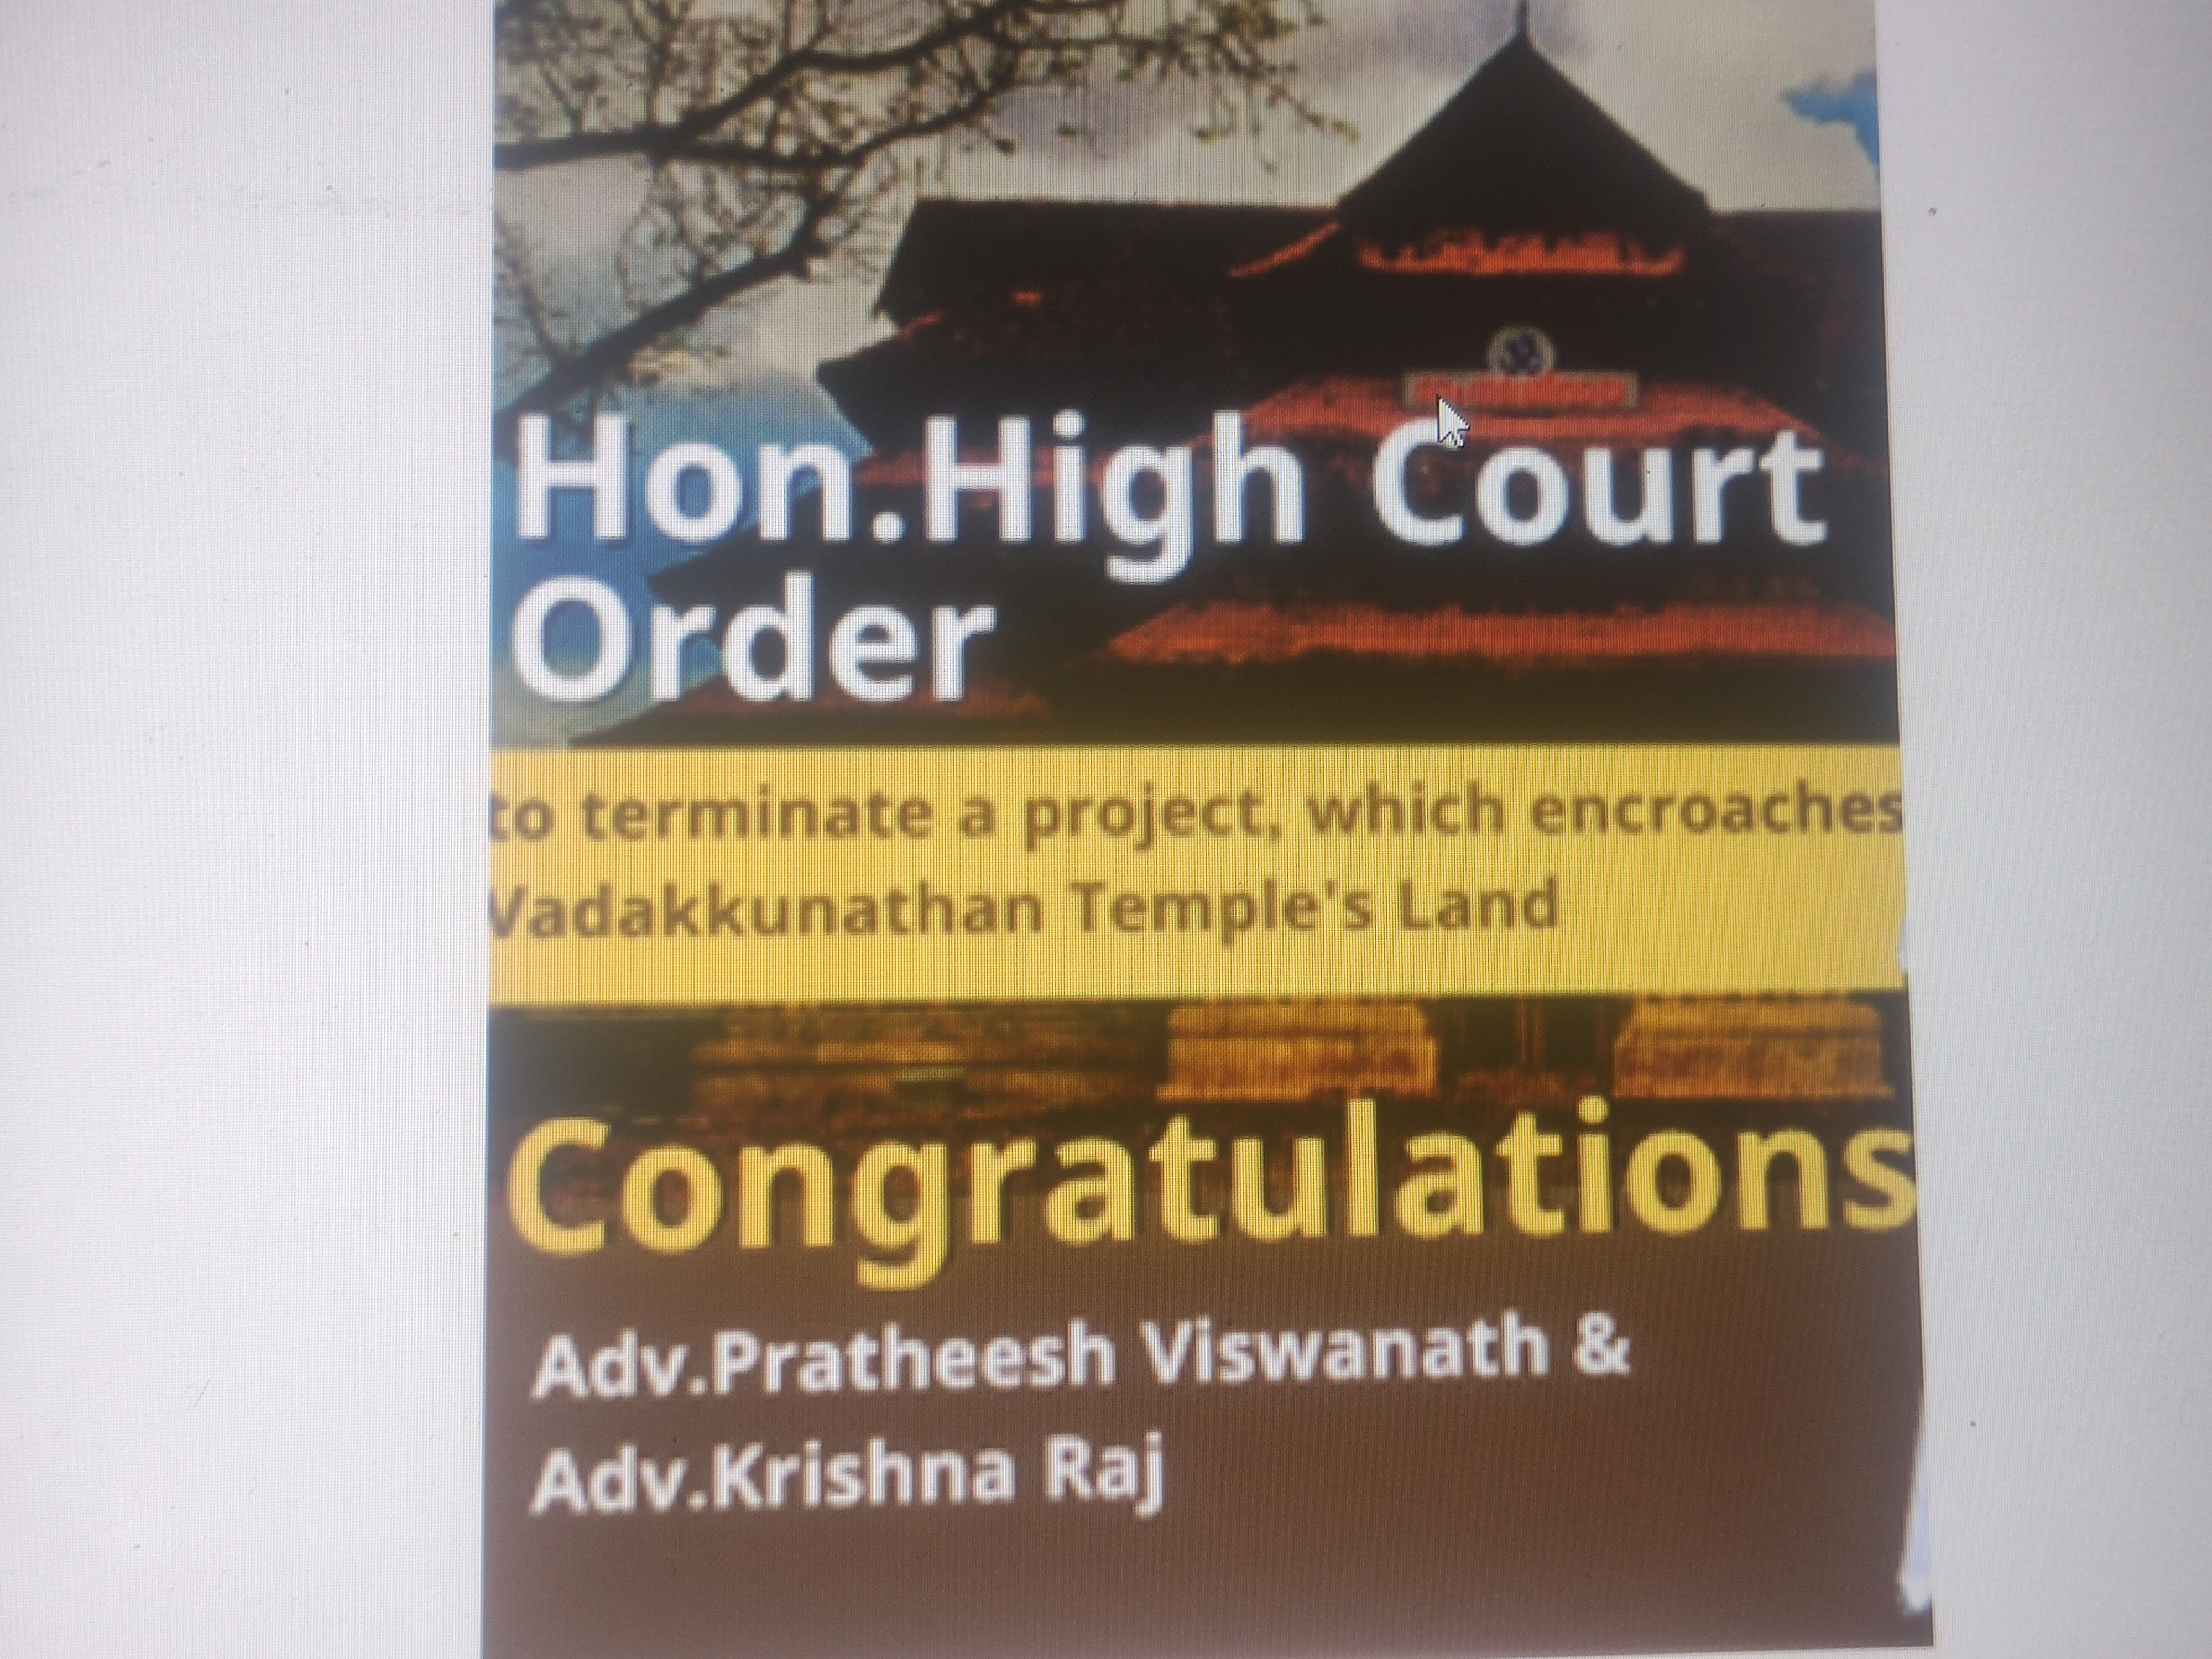 Hon.High Court
Order
to terminate a project, which encroaches
Vadakkunathan Temple's Land
Congratulations
Adv.Pratheesh Viswanath &
Adv.Krishna Raj